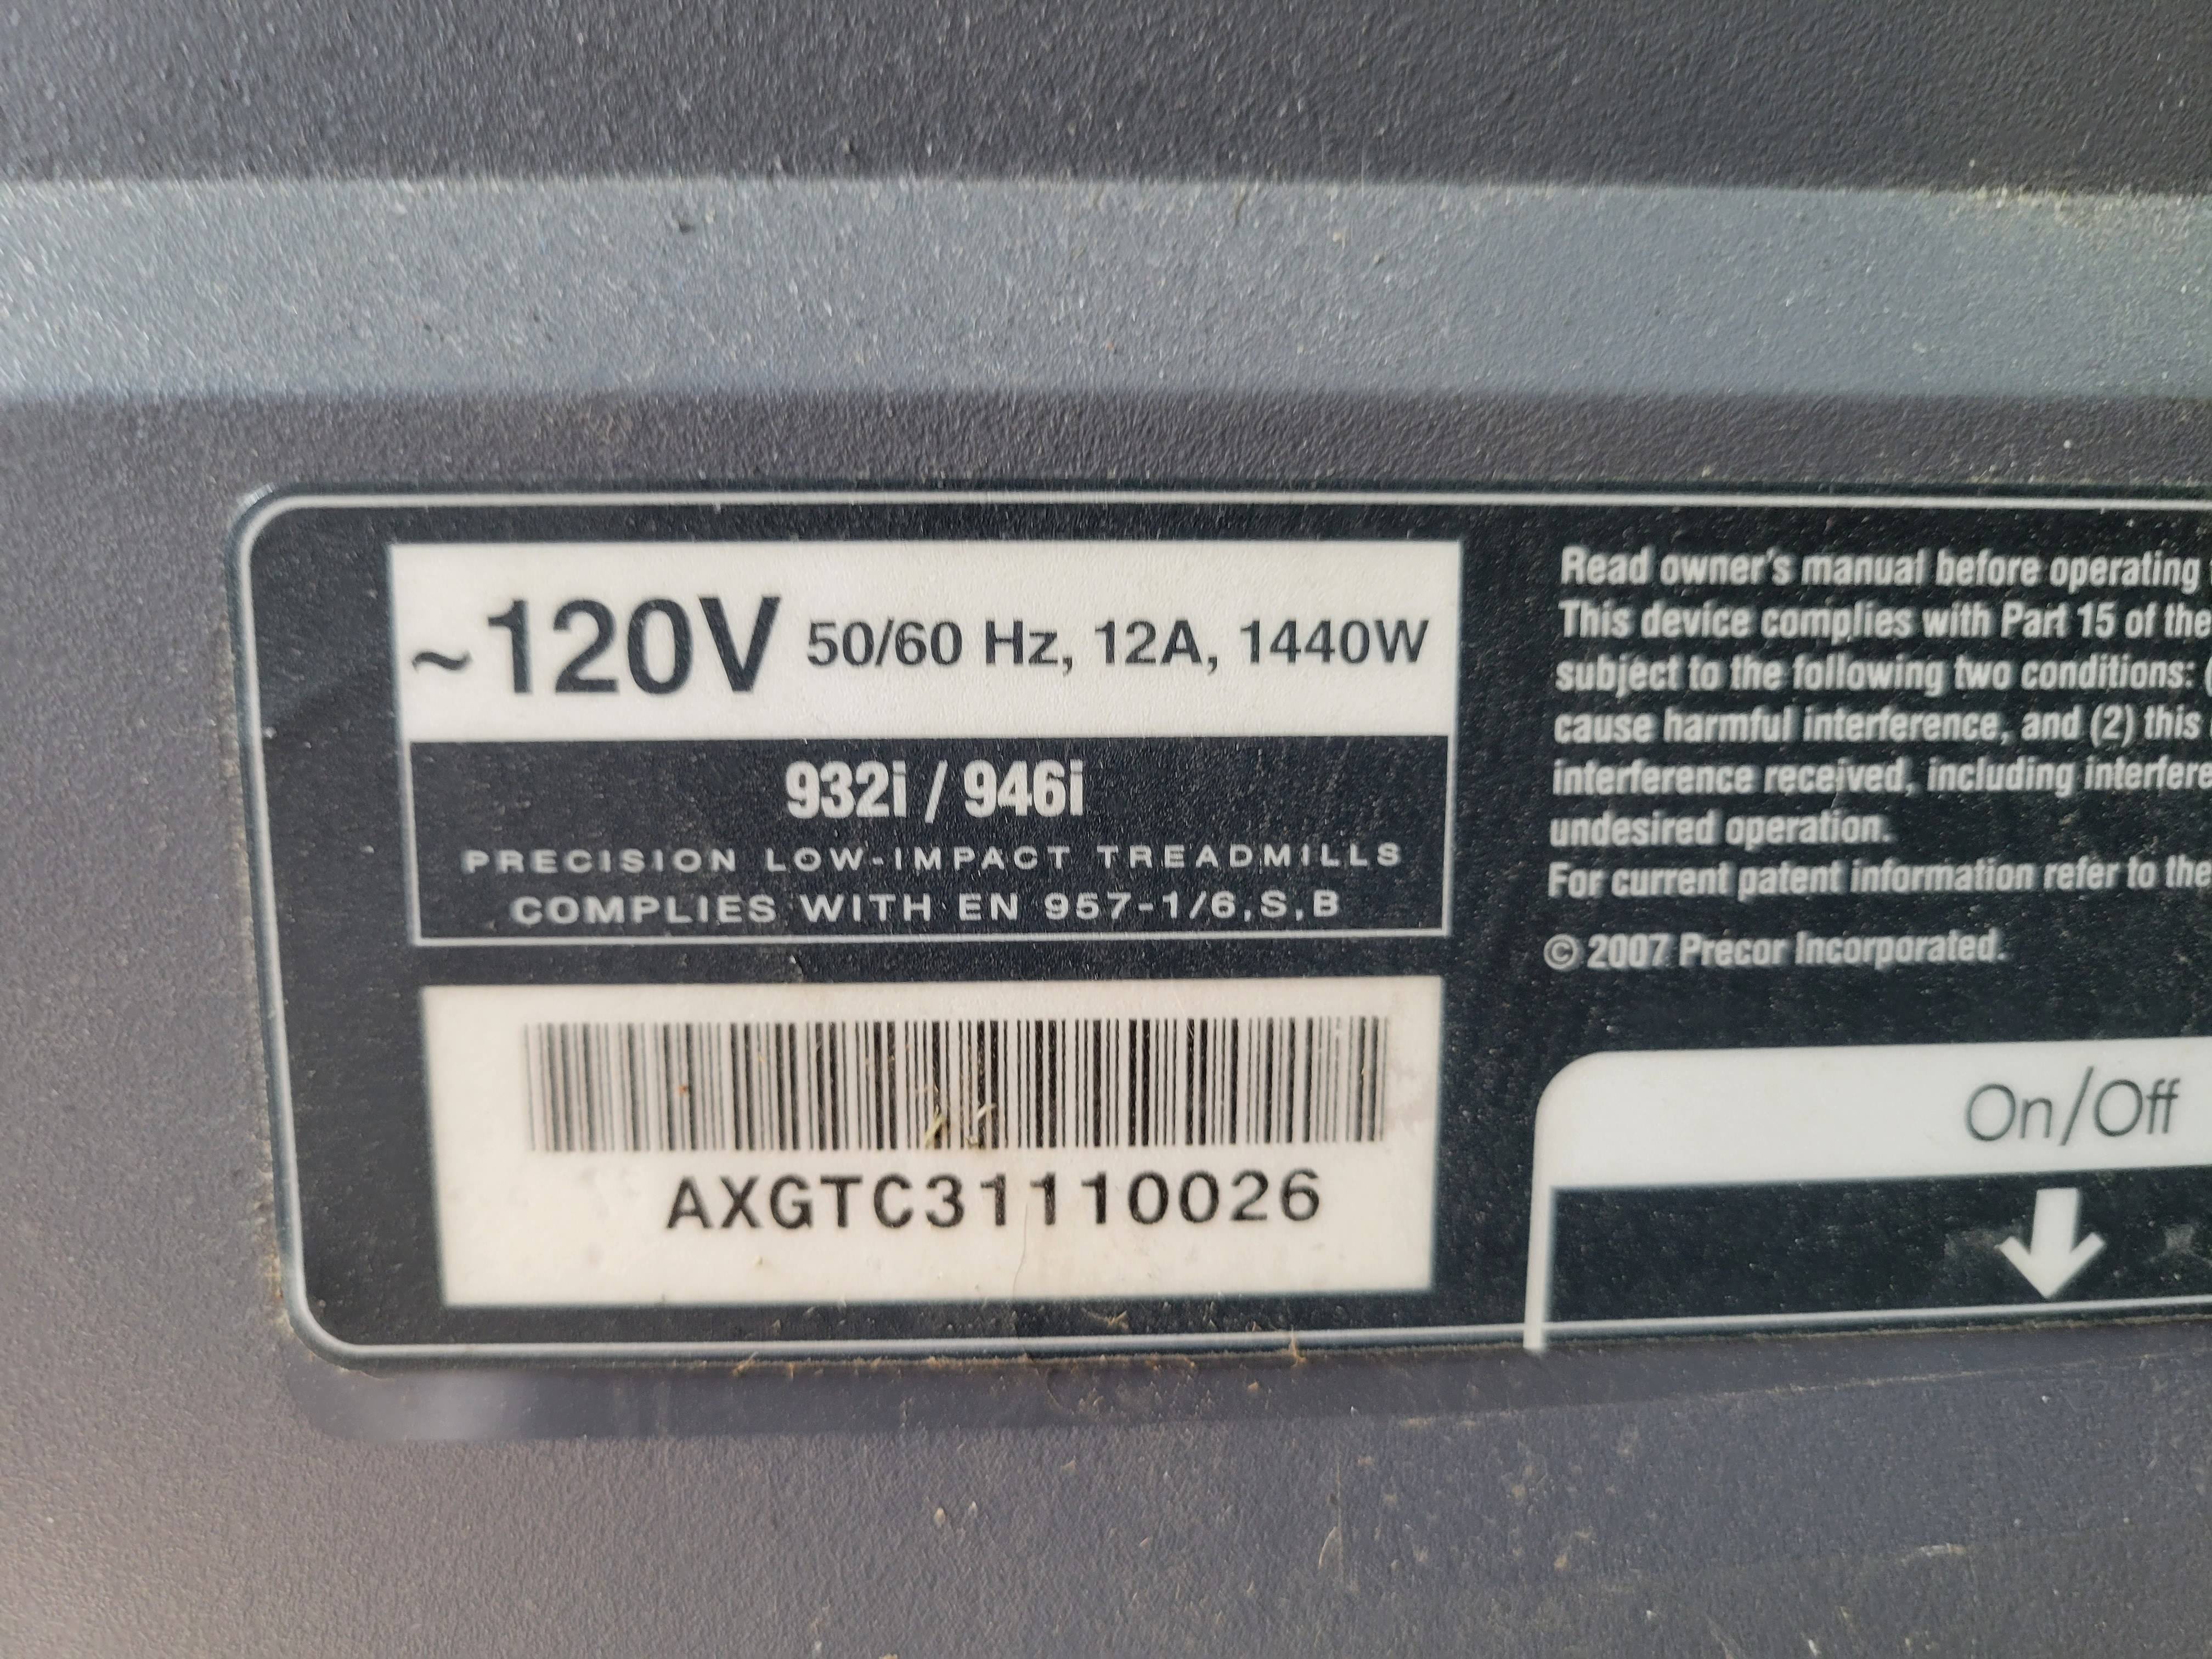 ~120V 50/60 Hz, 12A, 1440W
932i / 946i
PRECISION LOW-IMPACT TREADMILLS
COMPLIES WITH EN 957-1/6,S,B
AXGTC31110026
Read owner's manual before operating
This device complies with Part 15 of the
subject to the following two conditions: (
cause harmful interference, and (2) this
interference received, including interfere
undesired operation.
For current patent information refer to the
© 2007 Precor Incorporated.
On/Off